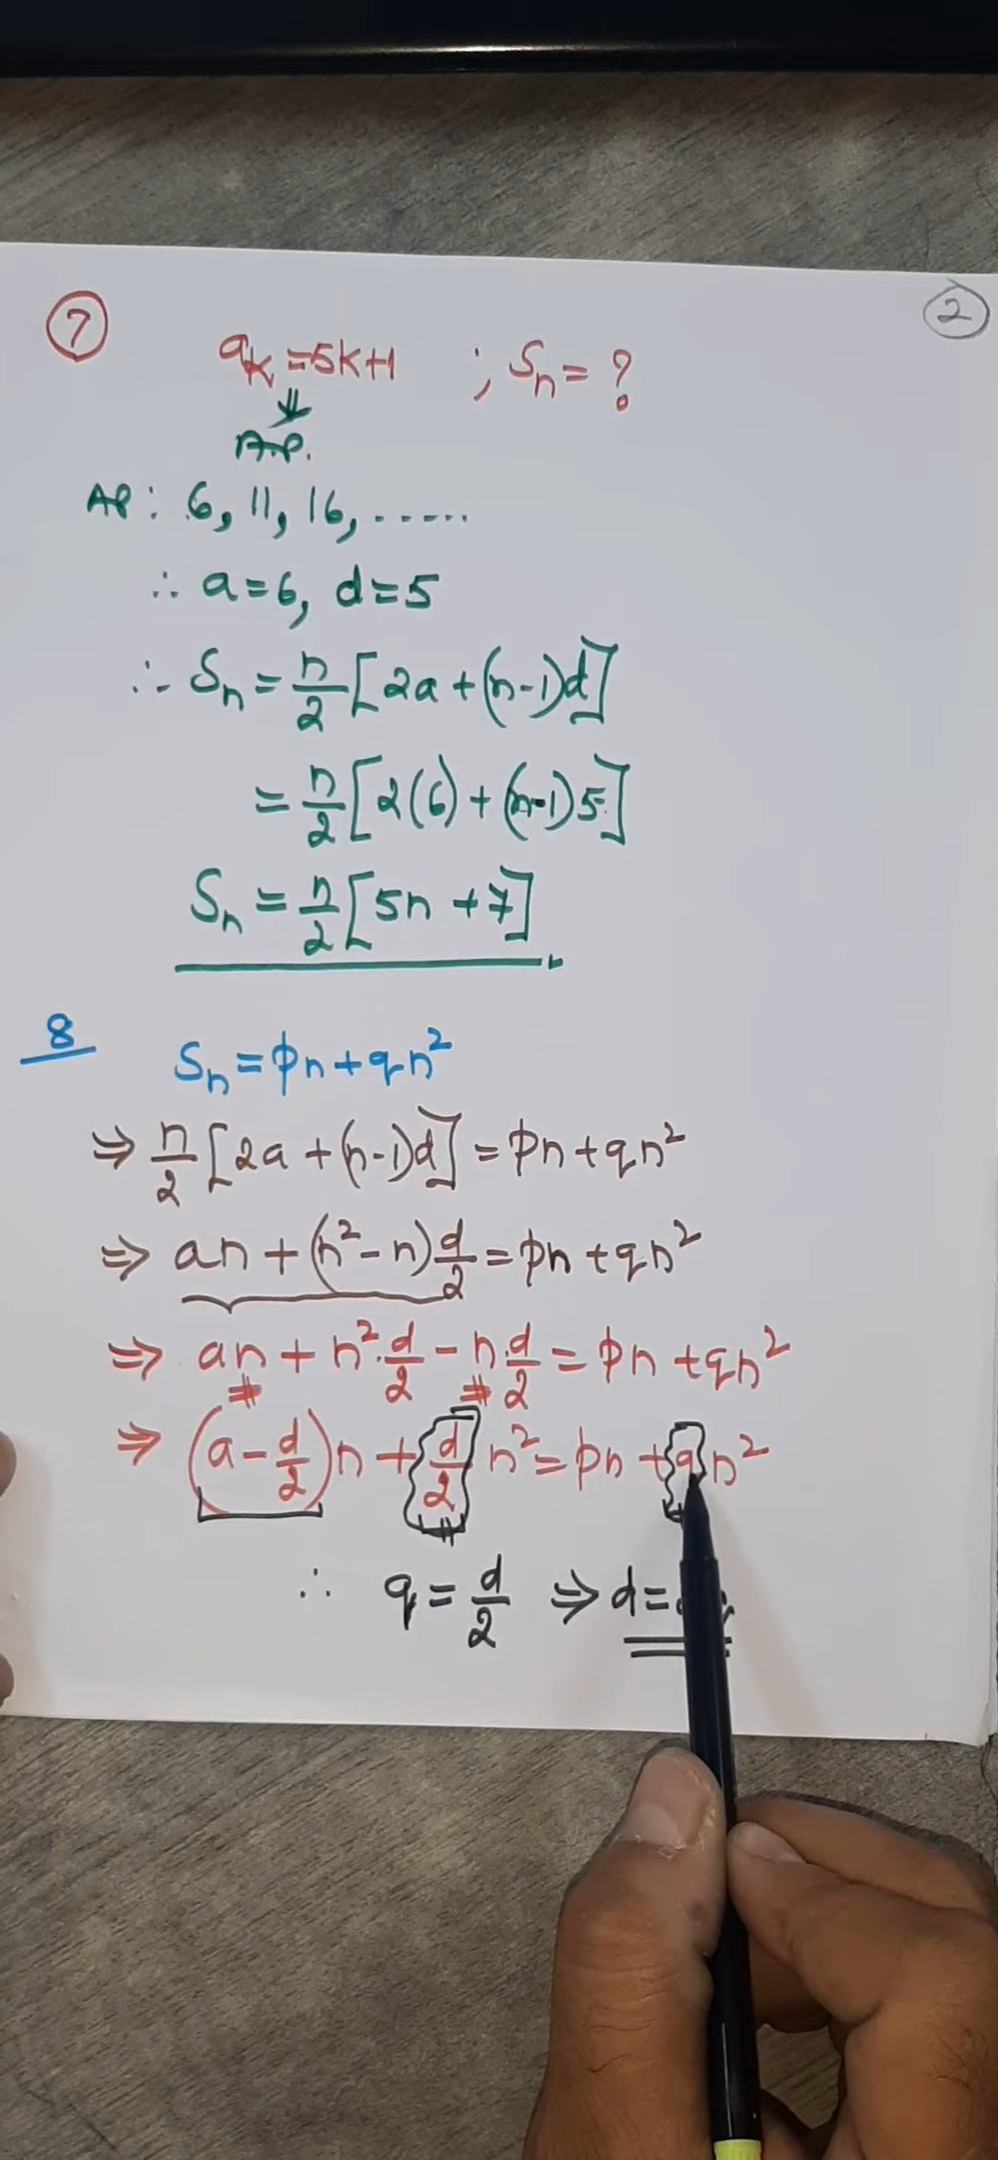 2
7
aₖ = 5k+1 ; Sₙ = ?
⇓
A.P.
AP : 6, 11, 16, .....
∴ a = 6, d = 5
∴ Sₙ = n/2 [2a + (n-1)d]
= n/2 [2(6) + (n-1)5]
Sₙ = n/2 [5n + 7]
8
Sₙ = pn + qn²
⇒ n/2 [2a + (n-1)d] = pn + qn²
⇒ an + (n² - n) d/2 = pn + qn²
⇒ an + n².d/2 - n.d/2 = pn + qn²
⇒ (a - d/2)n + d/2 n² = pn + qn²
∴ q = d/2 ⇒ d =